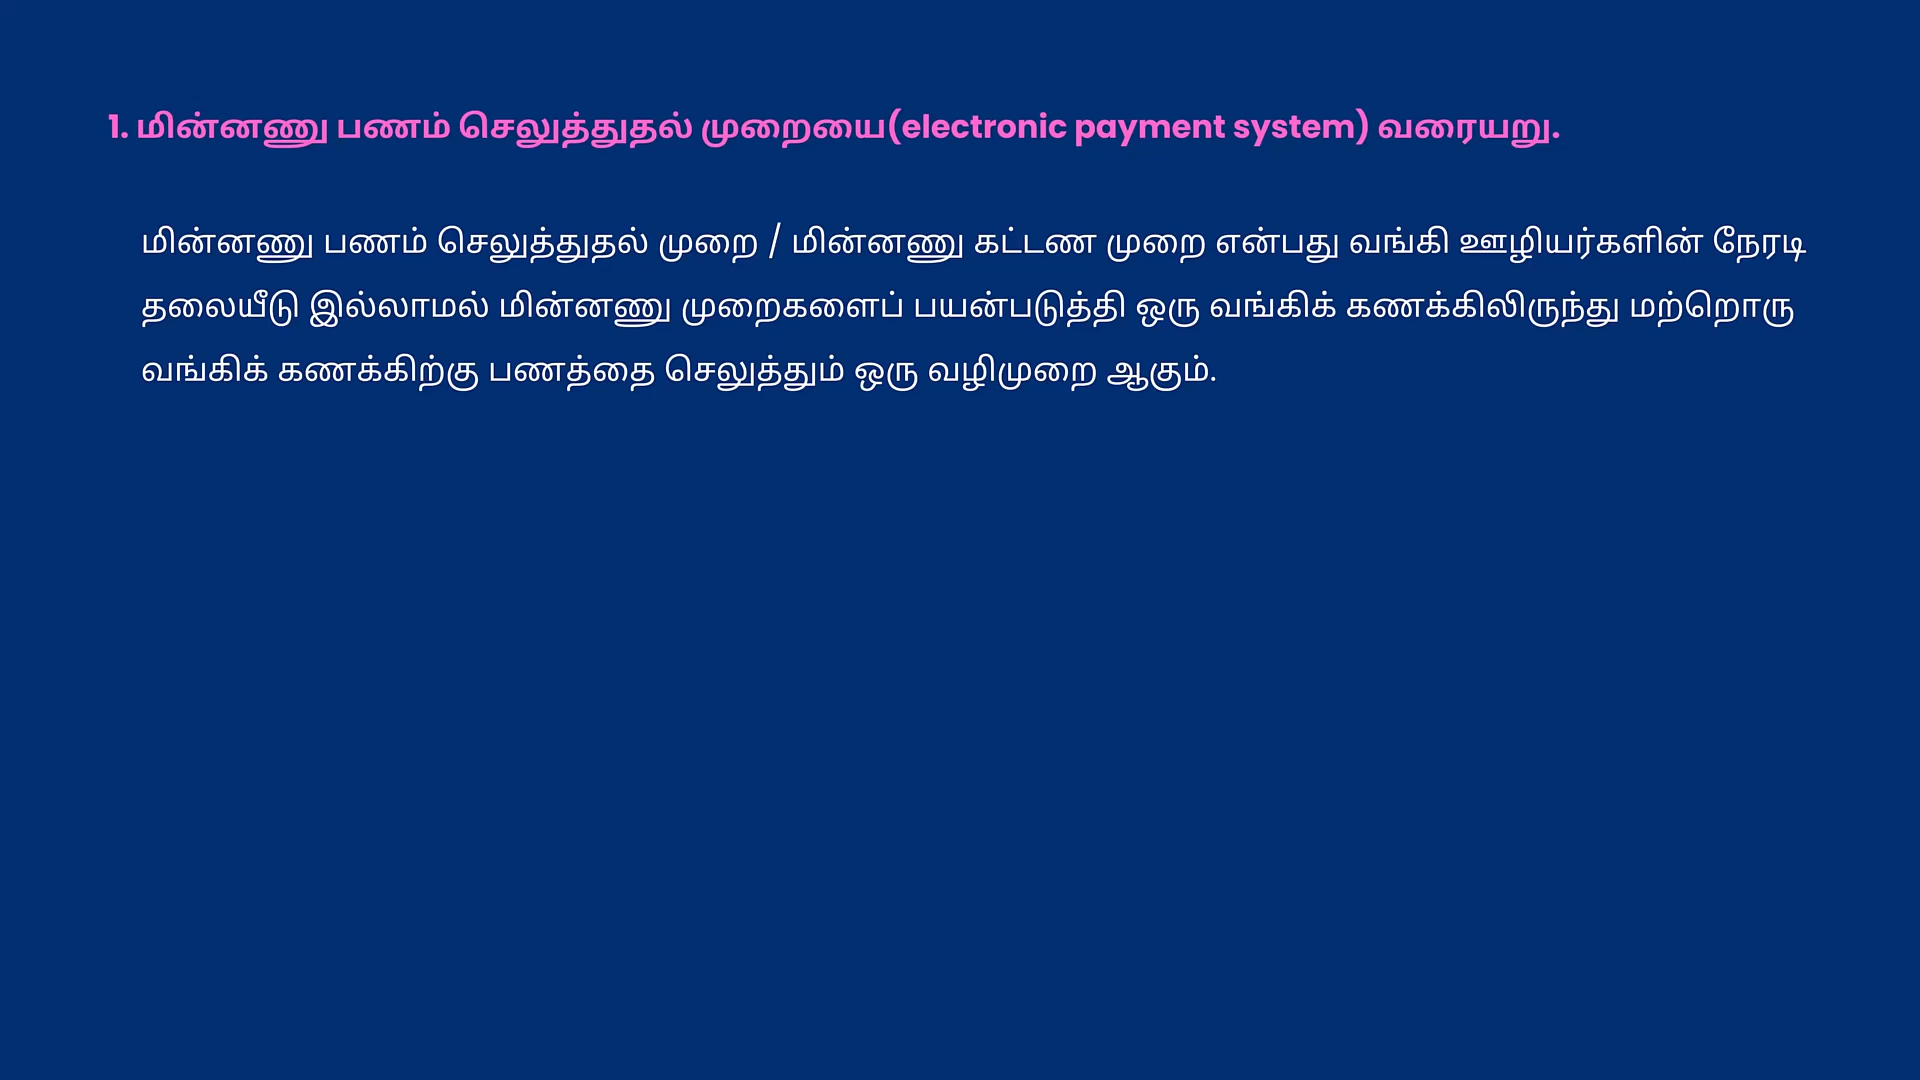 1. மின்னணு பணம் செலுத்துதல் முறையை(electronic payment system) வரையறு.
மின்னணு பணம் செலுத்துதல் முறை / மின்னணு கட்டண முறை என்பது வங்கி ஊழியர்களின் நேரடி
தலையீடு இல்லாமல் மின்னணு முறைகளைப் பயன்படுத்தி ஒரு வங்கிக் கணக்கிலிருந்து மற்றொரு
வங்கிக் கணக்கிற்கு பணத்தை செலுத்தும் ஒரு வழிமுறை ஆகும்.